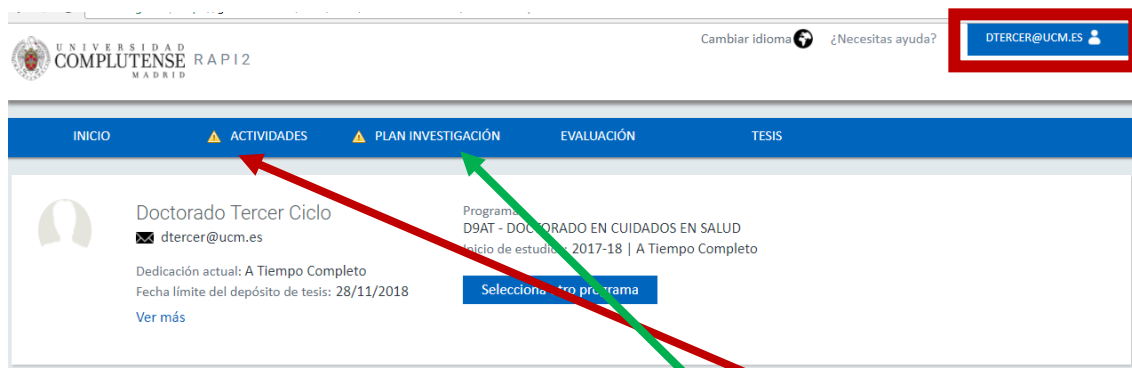 UNIVERSIDAD
COMPLUTENSE
MADRID
RAPI2
Cambiar idioma
¿Necesitas ayuda?
DTERCER@UCM.ES
INICIO
ACTIVIDADES
PLAN INVESTIGACIÓN
EVALUACIÓN
TESIS
Doctorado Tercer Ciclo
dtercer@ucm.es
Dedicación actual: A Tiempo Completo
Fecha límite del depósito de tesis: 28/11/2018
Ver más
Programa
D9AT - DOCTORADO EN CUIDADOS EN SALUD
Inicio de estudio: 2017-18 | A Tiempo Completo
Selecciona otro programa